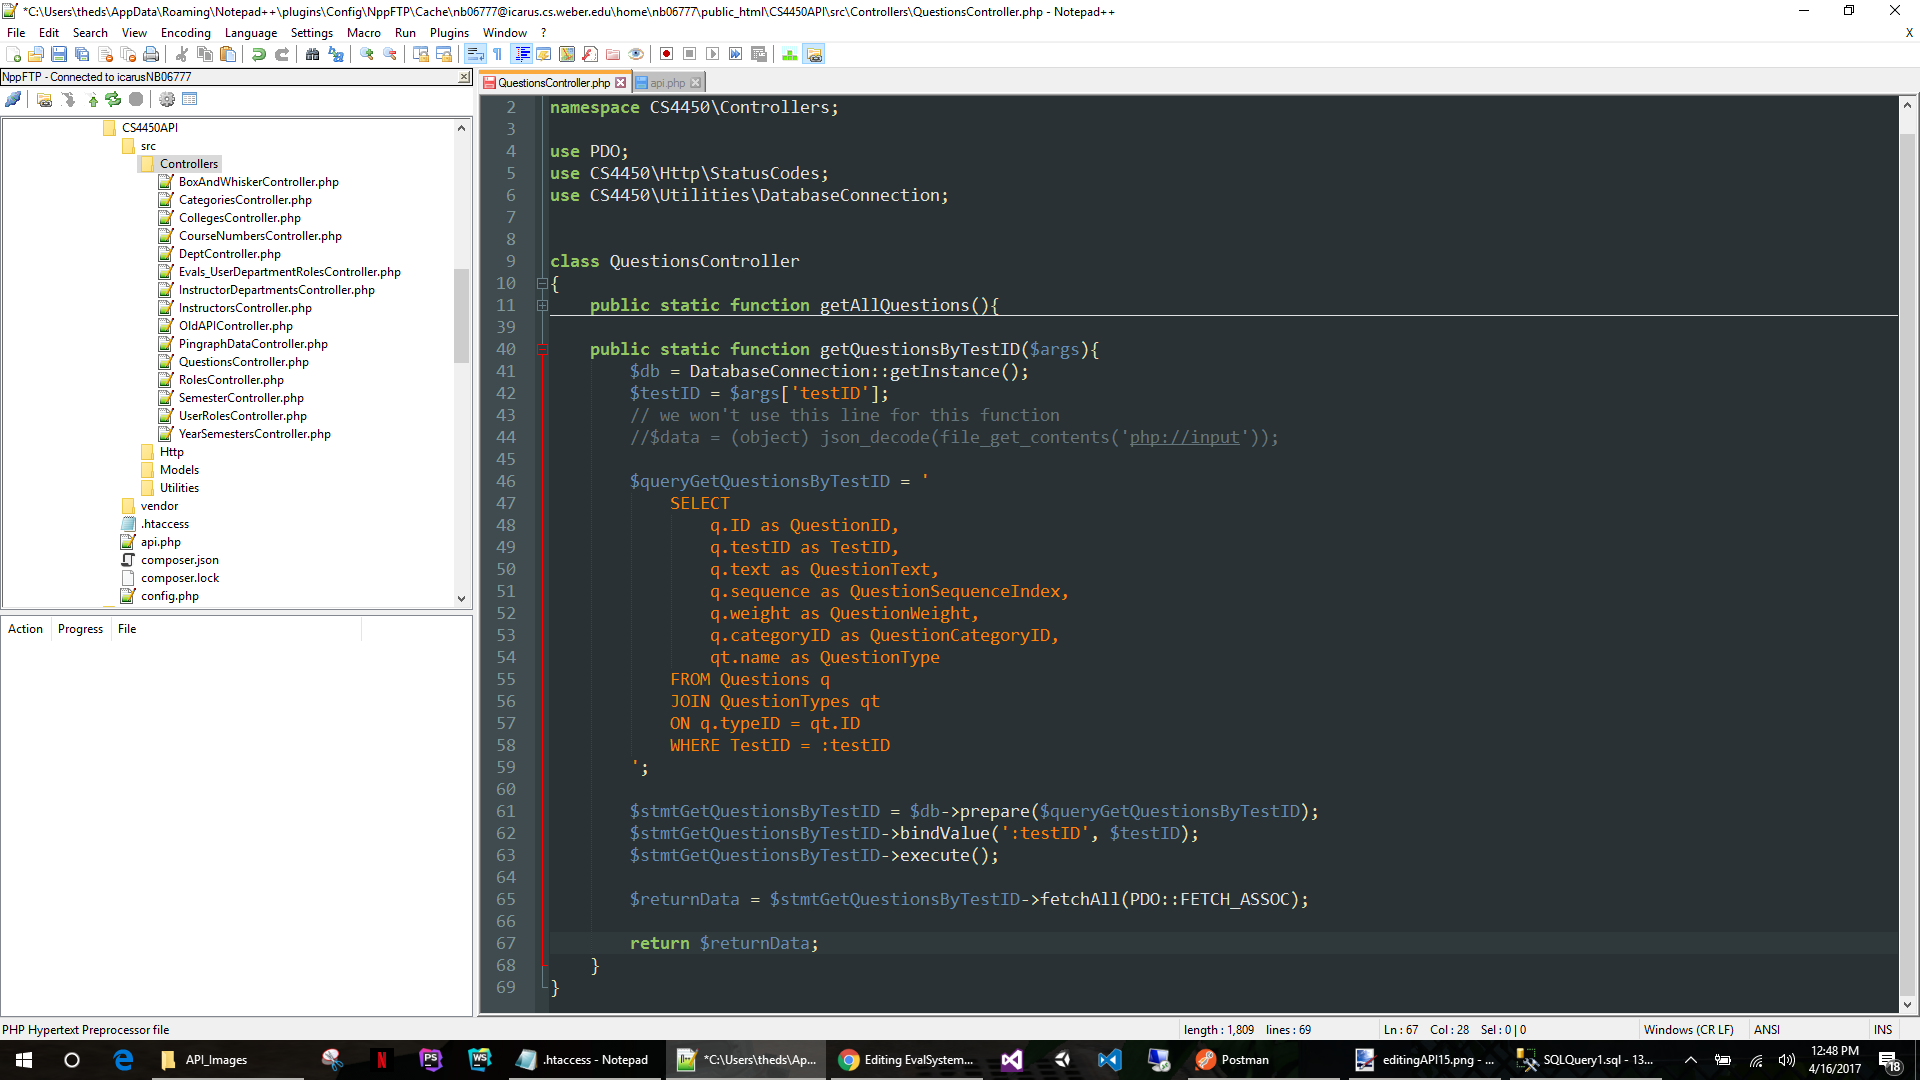 *C:\Users\theds\AppData\Roaming\Notepad++\plugins\Config\NppFTP\Cache\nb06777@icarus.cs.weber.edu\home\nb06777\public_html\CS4450API\src\Controllers\QuestionsController.php - Notepad++
File Edit Search View Encoding Language Settings Macro Run Plugins Window ? X
NppFTP - Connected to icarusNB06777
CS4450API
src
Controllers
BoxAndWhiskerController.php
CategoriesController.php
CollegesController.php
CourseNumbersController.php
DeptController.php
Evals_UserDepartmentRolesController.php
InstructorDepartmentsController.php
InstructorsController.php
OldAPIController.php
PingraphDataController.php
QuestionsController.php
RolesController.php
SemesterController.php
UserRolesController.php
YearSemestersController.php
Http
Models
Utilities
vendor
.htaccess
api.php
composer.json
composer.lock
config.php
Action Progress File
QuestionsController.php api.php
2 namespace CS4450\Controllers;
3
4 use PDO;
5 use CS4450\Http\StatusCodes;
6 use CS4450\Utilities\DatabaseConnection;
7
8
9 class QuestionsController
10 {
11 public static function getAllQuestions(){
39
40 public static function getQuestionsByTestID($args){
41 $db = DatabaseConnection::getInstance();
42 $testID = $args['testID'];
43 // we won't use this line for this function
44 //$data = (object) json_decode(file_get_contents('php://input'));
45
46 $queryGetQuestionsByTestID = '
47 SELECT
48 q.ID as QuestionID,
49 q.testID as TestID,
50 q.text as QuestionText,
51 q.sequence as QuestionSequenceIndex,
52 q.weight as QuestionWeight,
53 q.categoryID as QuestionCategoryID,
54 qt.name as QuestionType
55 FROM Questions q
56 JOIN QuestionTypes qt
57 ON q.typeID = qt.ID
58 WHERE TestID = :testID
59 ';
60
61 $stmtGetQuestionsByTestID = $db->prepare($queryGetQuestionsByTestID);
62 $stmtGetQuestionsByTestID->bindValue(':testID', $testID);
63 $stmtGetQuestionsByTestID->execute();
64
65 $returnData = $stmtGetQuestionsByTestID->fetchAll(PDO::FETCH_ASSOC);
66
67 return $returnData;
68 }
69 }
PHP Hypertext Preprocessor file length : 1,809 lines : 69 Ln : 67 Col : 28 Sel : 0 | 0 Windows (CR LF) ANSI INS
API_Images N PS WS .htaccess - Notepad *C:\Users\theds\Ap... Editing EvalSystem... Postman editingAPI15.png - ... SQLQuery1.sql - 13... 12:48 PM
4/16/2017 18